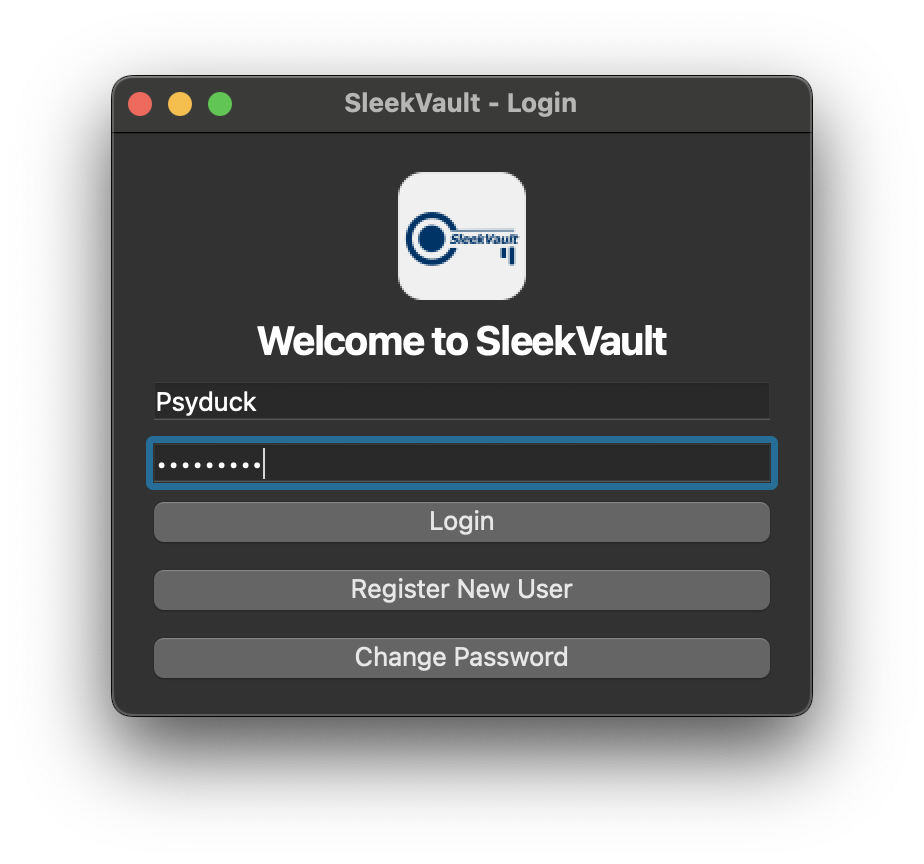 SleekVault - Login
SleekVault
Welcome to SleekVault
Psyduck
•••••••••
Login
Register New User
Change Password